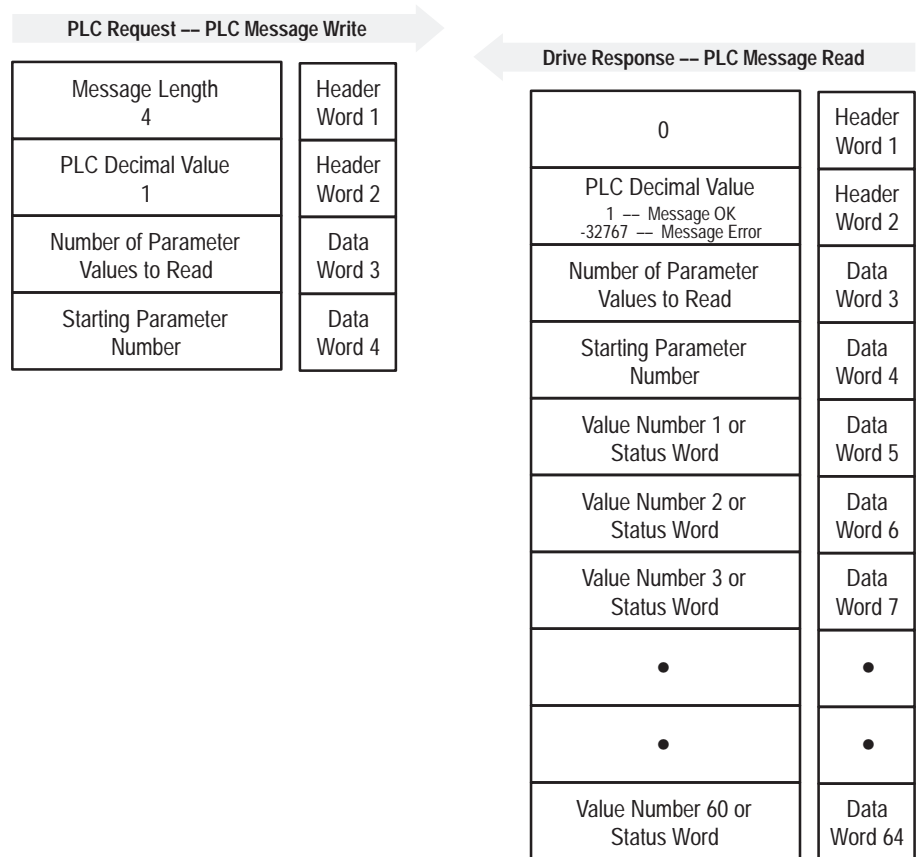 PLC Request –– PLC Message Write
Message Length
4
Header
Word 1
PLC Decimal Value
1
Header
Word 2
Number of Parameter
Values to Read
Data
Word 3
Starting Parameter
Number
Data
Word 4
Drive Response –– PLC Message Read
0
Header
Word 1
PLC Decimal Value
1 –– Message OK
-32767 –– Message Error
Header
Word 2
Number of Parameter
Values to Read
Data
Word 3
Starting Parameter
Number
Data
Word 4
Value Number 1 or
Status Word
Data
Word 5
Value Number 2 or
Status Word
Data
Word 6
Value Number 3 or
Status Word
Data
Word 7
Value Number 60 or
Status Word
Data
Word 64